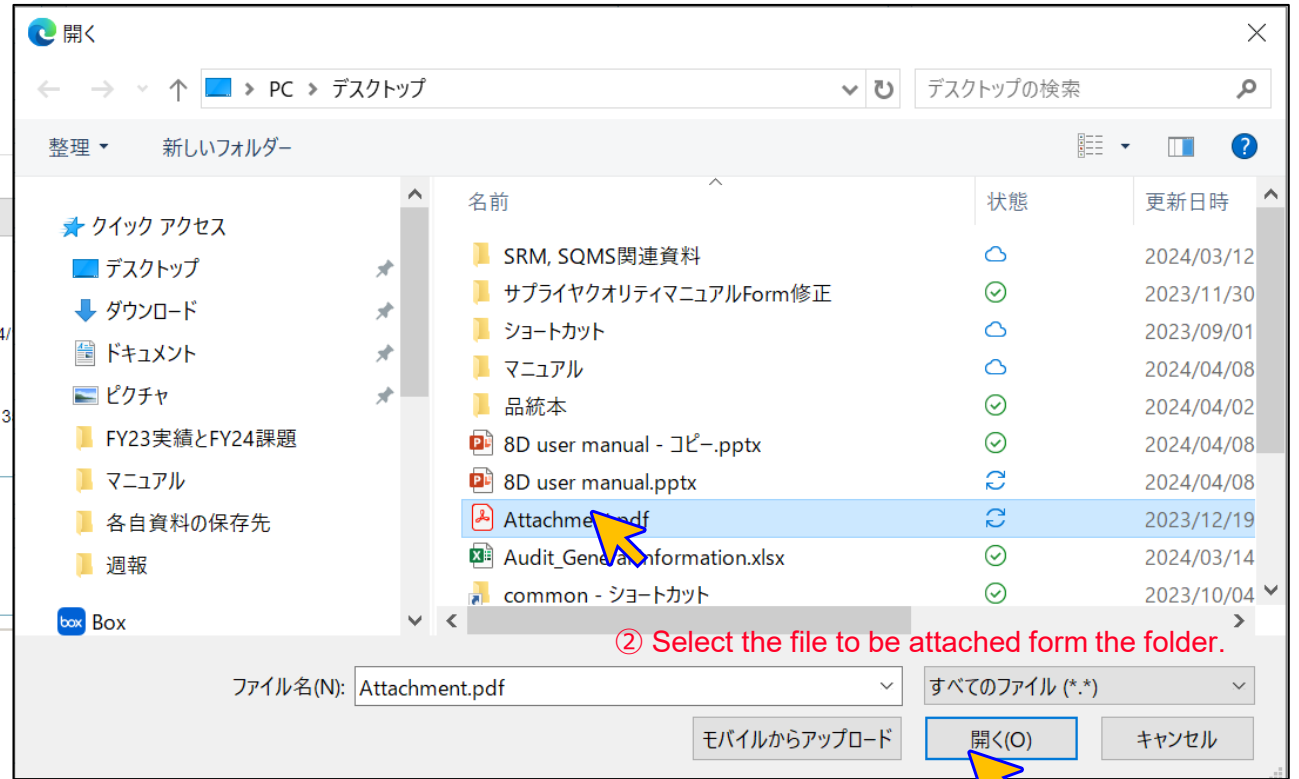 開く
PC > デスクトップ
デスクトップの検索
整理
新しいフォルダー
名前 状態 更新日時
クイック アクセス
デスクトップ
ダウンロード
ドキュメント
ピクチャ
FY23実績とFY24課題
マニュアル
各自資料の保存先
週報
box Box
4/
3
SRM, SQMS関連資料 2024/03/12
サプライヤクオリティマニュアルForm修正 2023/11/30
ショートカット 2023/09/01
マニュアル 2024/04/08
品統本 2024/04/02
8D user manual - コピー.pptx 2024/04/08
8D user manual.pptx 2024/04/08
Attachment.pdf 2023/12/19
Audit_General information.xlsx 2024/03/14
common - ショートカット 2023/10/04
② Select the file to be attached form the folder.
ファイル名(N): Attachment.pdf すべてのファイル (*.*)
モバイルからアップロード 開く(O) キャンセル